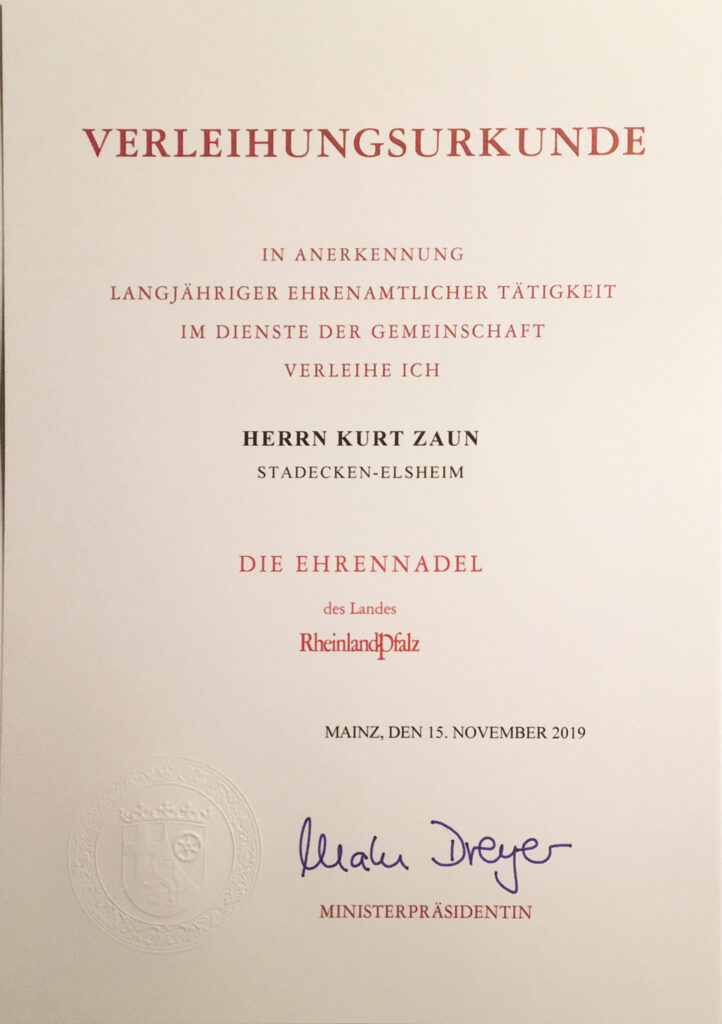 VERLEIHUNGSURKUNDE
IN ANERKENNUNG
LANGJÄHRIGER EHRENAMTLICHER TÄTIGKEIT
IM DIENSTE DER GEMEINSCHAFT
VERLEIHE ICH
HERRN KURT ZAUN
STADECKEN-ELSHEIM
DIE EHRENNADEL
des Landes
RheinlandPfalz
MAINZ, DEN 15. NOVEMBER 2019
Malu Dreyer
MINISTERPRÄSIDENTIN